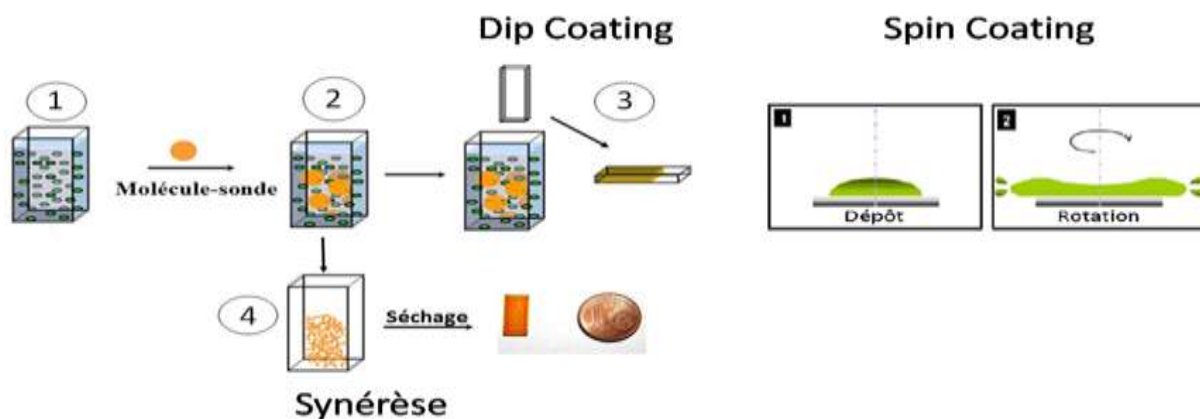 Dip Coating
Spin Coating
1
2
3
Molécule-sonde
1
Dépôt
2
Rotation
4
Séchage
Synérèse